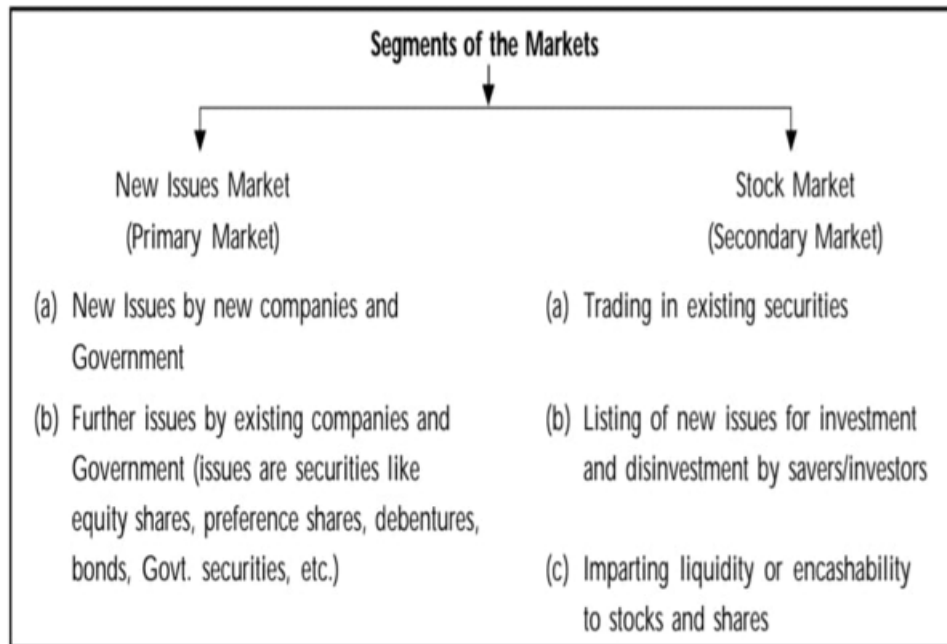 Segments of the Markets
New Issues Market
(Primary Market)
(a) New Issues by new companies and
Government
(b) Further issues by existing companies and
Government (issues are securities like
equity shares, preference shares, debentures,
bonds, Govt. securities, etc.)
Stock Market
(Secondary Market)
(a) Trading in existing securities
(b) Listing of new issues for investment
and disinvestment by savers/investors
(c) Imparting liquidity or encashability
to stocks and shares